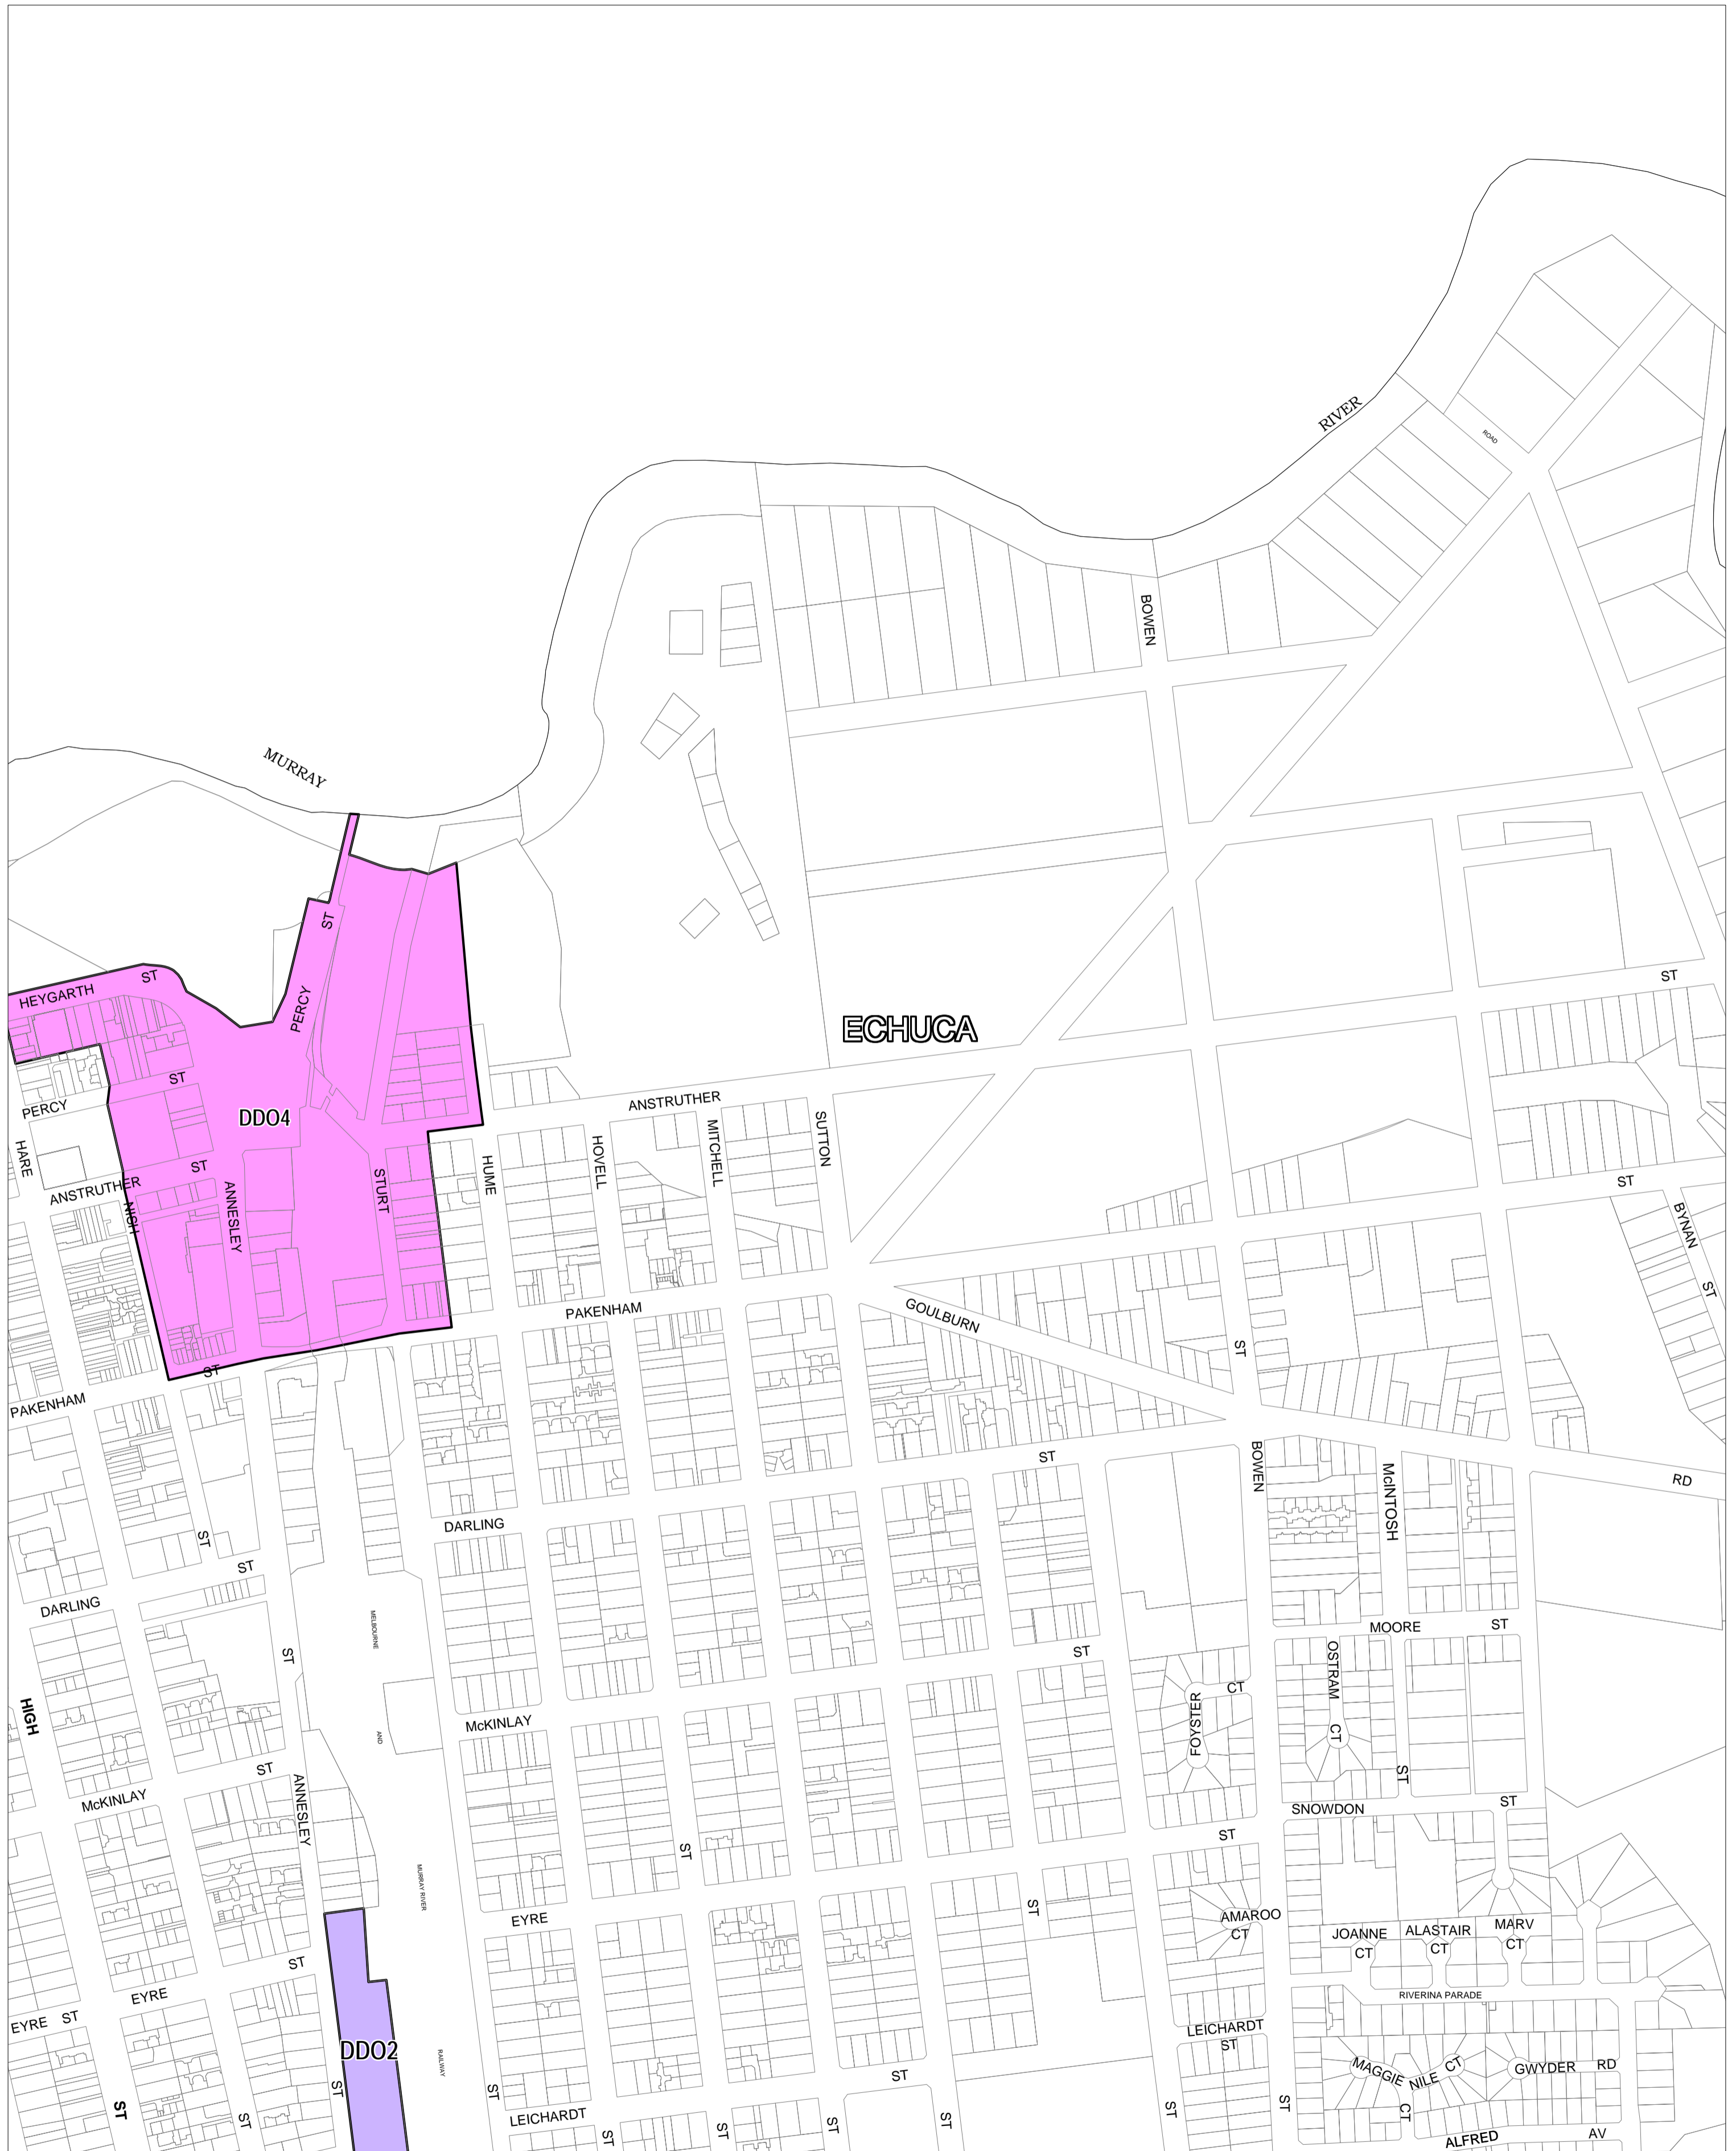 RIVER
ROAD
BOWEN
MURRAY
ST
PERCY
HEYGARTH ST
ST
ECHUCA
ST
PERCY
DDO4
ANSTRUTHER
MITCHELL
SUTTON
HOVELL
HUME
HARE
ST
ANSTRUTHER
NISH
ANNESLEY
STURT
ST
BYNAN
ST
PAKENHAM
GOULBURN
ST
ST
PAKENHAM
ST
BOWEN
McINTOSH
RD
DARLING
ST
ST
DARLING
MELBOURNE
MOORE ST
ST
ST
OSTRAM
CT
CT
FOYSTER
HIGH
AND
McKINLAY
ST
ST
McKINLAY
ANNESLEY
SNOWDON ST
ST
ST
MURRAY RIVER
EYRE
ST
AMAROO
CT
JOANNE
CT
ALASTAIR
CT
MARV
CT
ST
EYRE
RIVERINA PARADE
EYRE ST
LEICHARDT
ST
DDO2
RAILWAY
MAGGIE
CT
NILE CT
GWYDER RD
ST
ST
ST
ST
ST
LEICHARDT
ST
ST
ST
ST
ST
ST
ALFRED AV